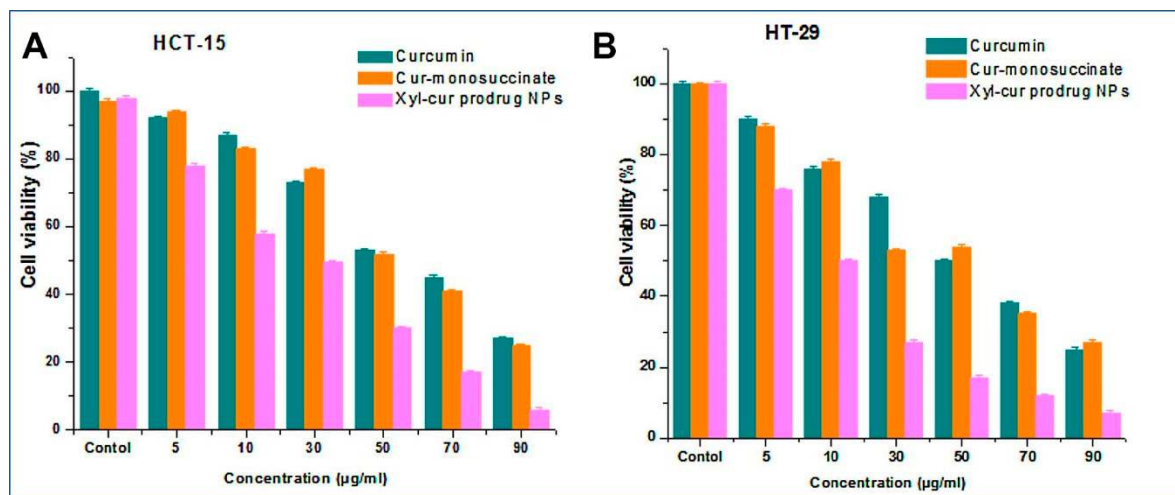 A
HCT-15
Curcumin
Cur-monosuccinate
Xyl-cur prodrug NPs
Cell viability (%)
100
80
60
40
20
0
Contol 5 10 30 50 70 90
Concentration (µg/ml)
B
HT-29
Curcumin
Cur-monosuccinate
Xyl-cur prodrug NPs
Cell viability (%)
100
80
60
40
20
0
Contol 5 10 30 50 70 90
Concentration (µg/ml)